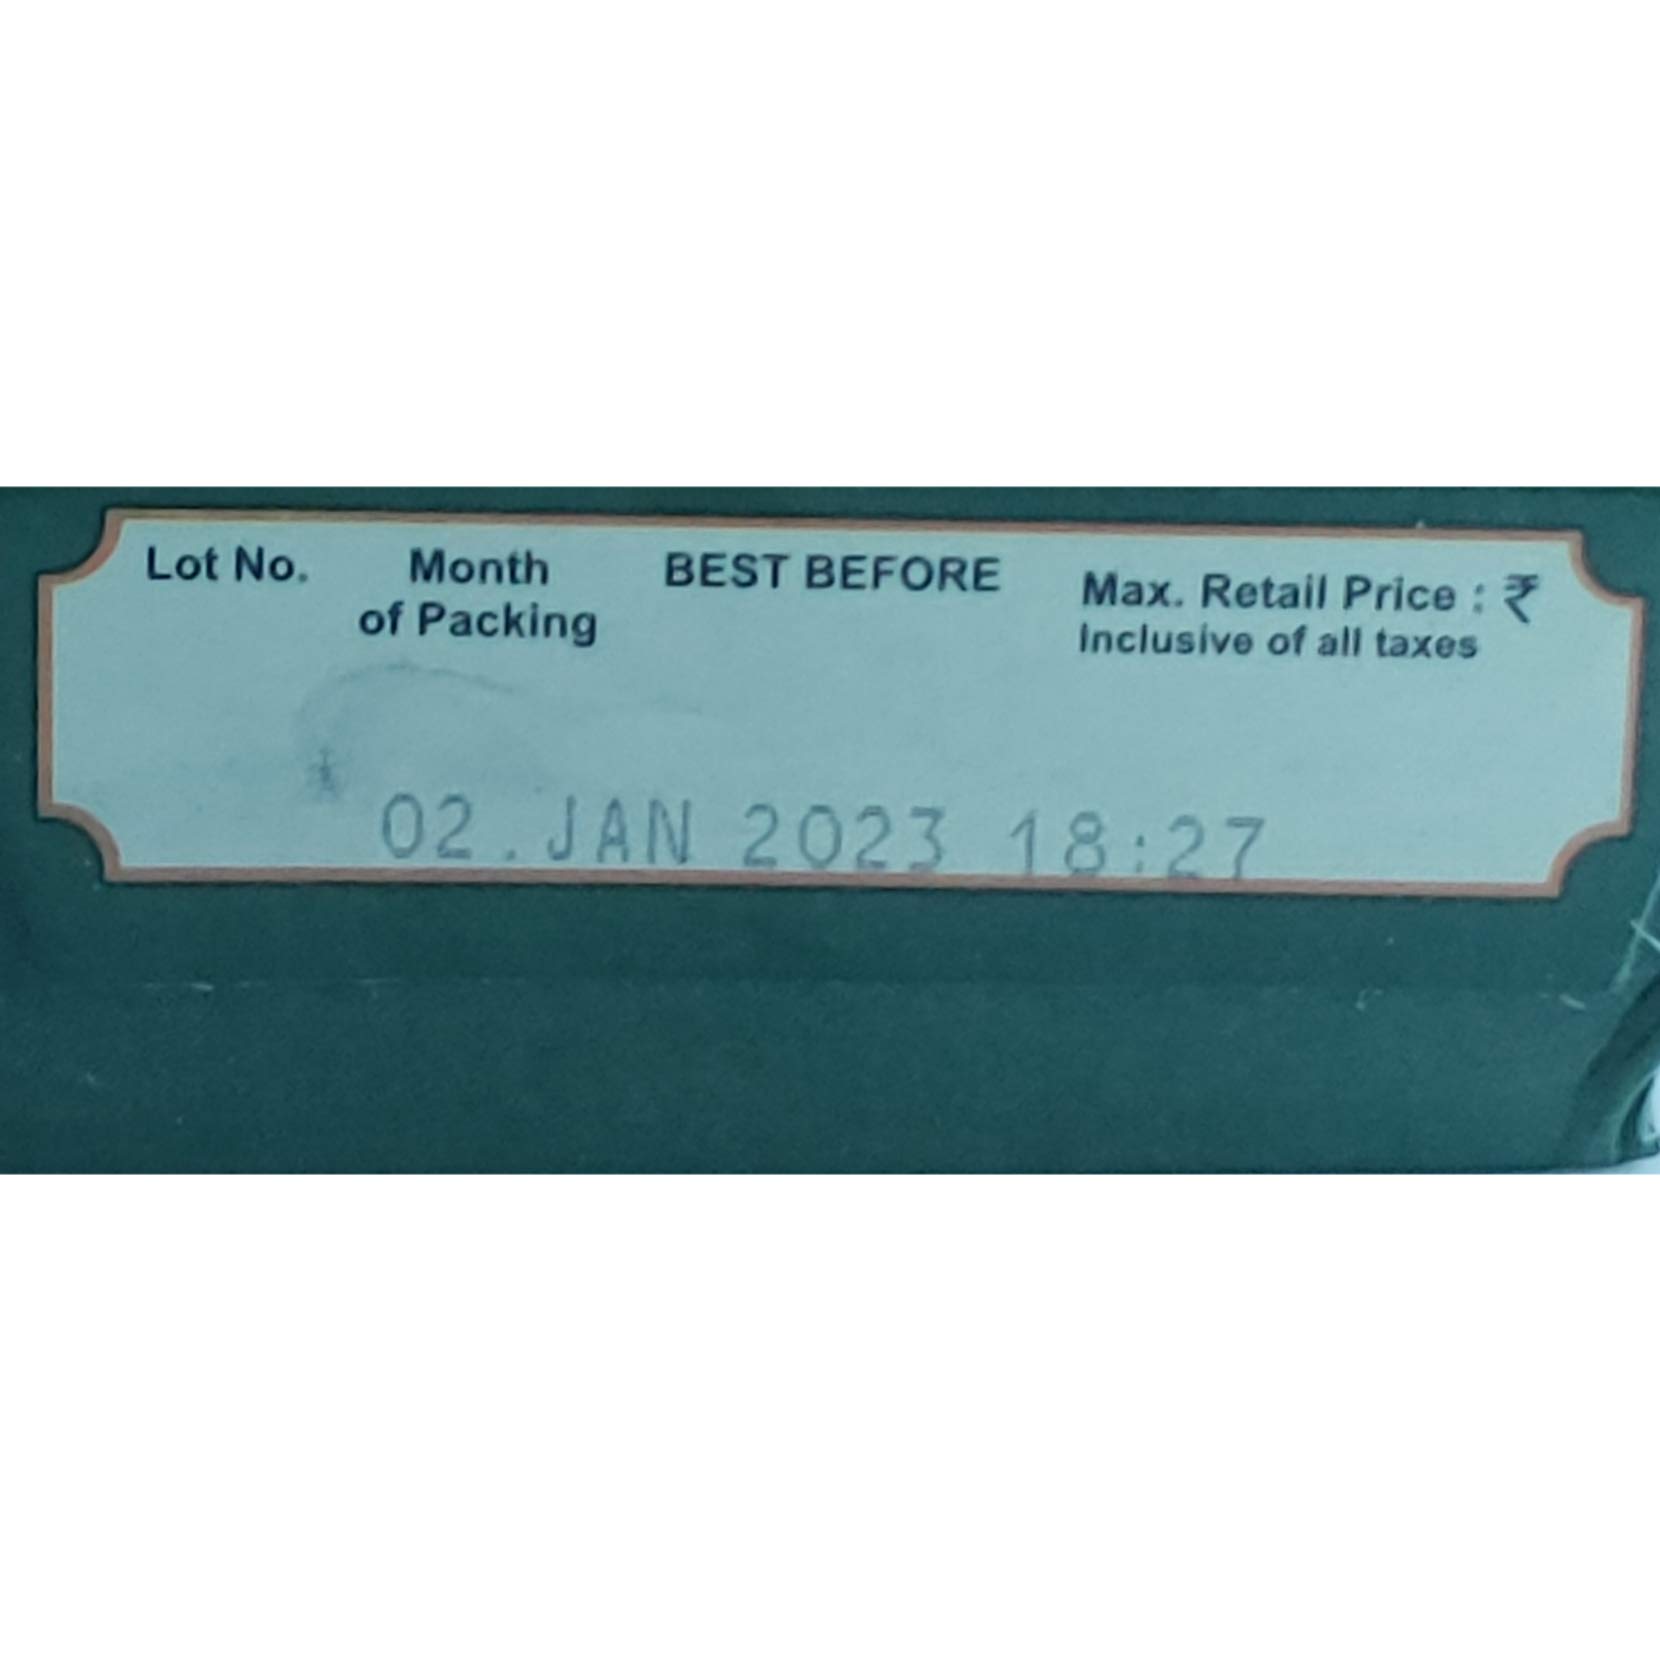 Lot No. Month BEST BEFORE Max. Retail Price : ₹
of Packing Inclusive of all taxes
02.JAN 2023 18:27